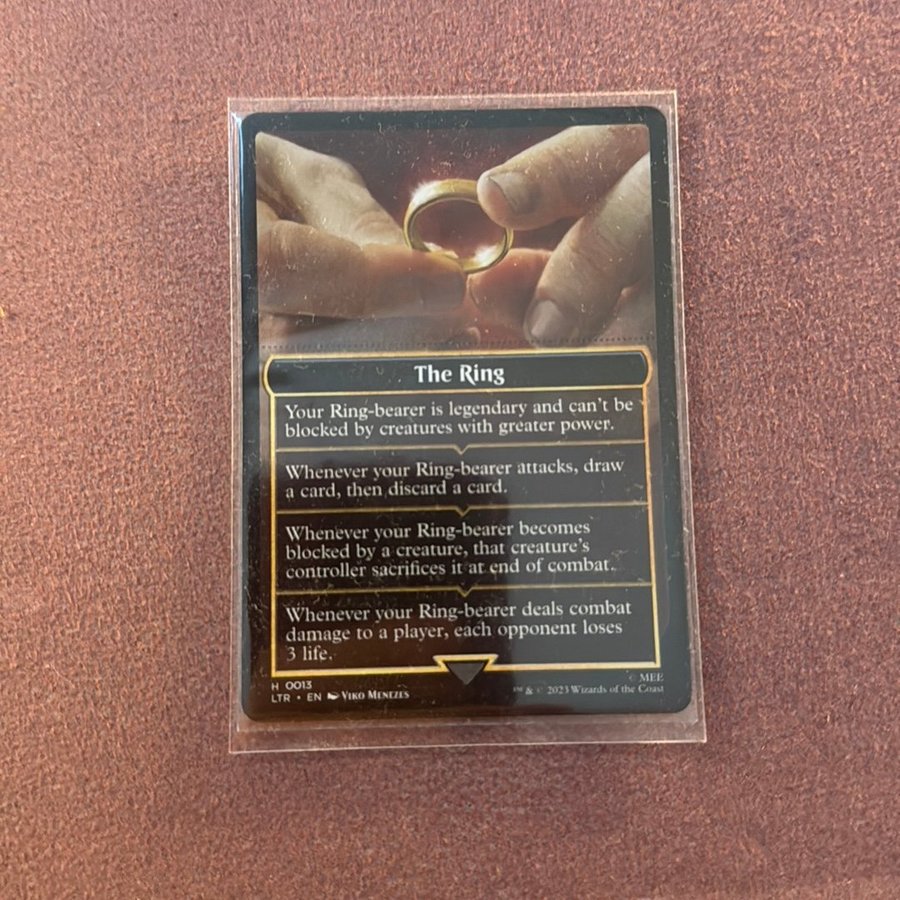 The Ring
Your Ring-bearer is legendary and can't be
blocked by creatures with greater power.
Whenever your Ring-bearer attacks, draw
a card, then discard a card.
Whenever your Ring-bearer becomes
blocked by a creature, that creature's
controller sacrifices it at end of combat.
Whenever your Ring-bearer deals combat
damage to a player, each opponent loses
3 life.
H 0013
LTR • EN Viko Menezes
© MEE
™ & © 2023 Wizards of the Coast